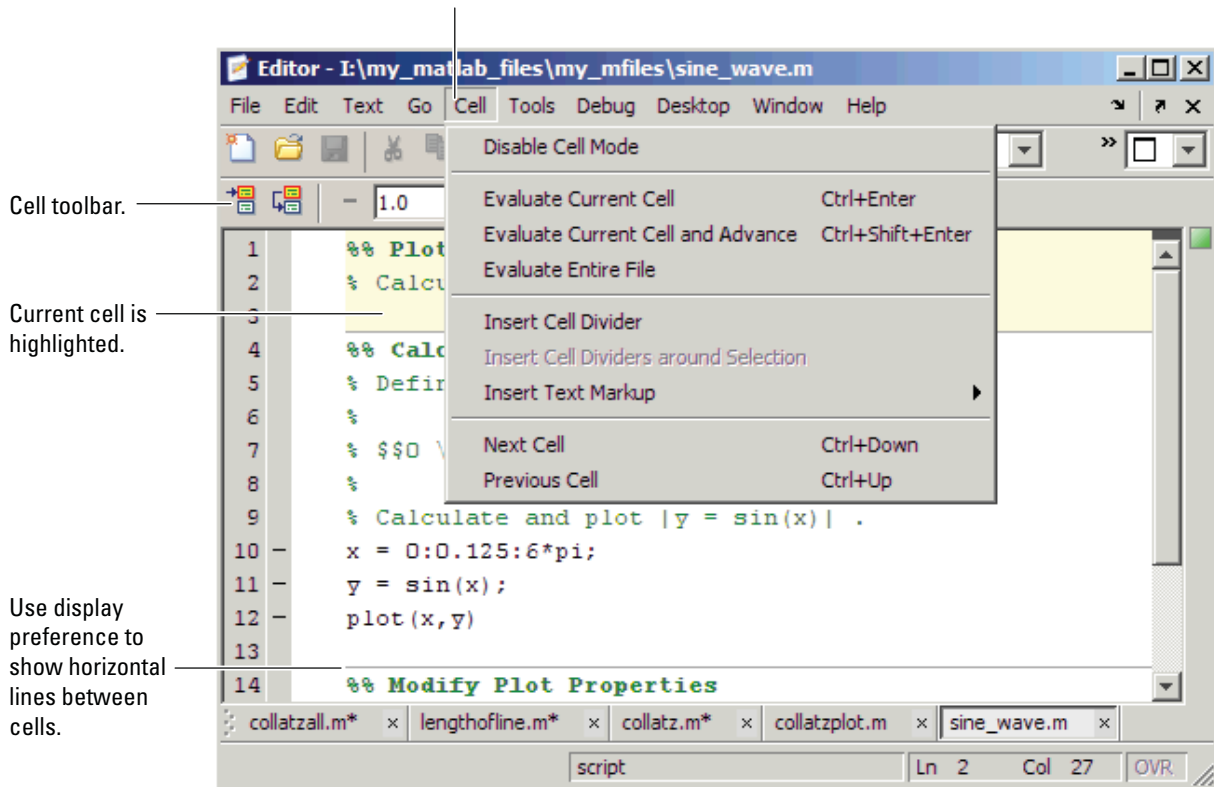 Editor - I:\my_matlab_files\my_mfiles\sine_wave.m
File Edit Text Go Cell Tools Debug Desktop Window Help
Disable Cell Mode
Evaluate Current Cell Ctrl+Enter
Evaluate Current Cell and Advance Ctrl+Shift+Enter
Evaluate Entire File
Insert Cell Divider
Insert Cell Dividers around Selection
Insert Text Markup
Next Cell Ctrl+Down
Previous Cell Ctrl+Up
»
Cell toolbar.
− 1.0
Current cell is
highlighted.
1 %% Plot
2 % Calcu
3
4 %% Calc
5 % Defin
6 %
7 % $$0 \
8 %
9 % Calculate and plot |y = sin(x)| .
10 − x = 0:0.125:6*pi;
11 − y = sin(x);
12 − plot(x,y)
13
14 %% Modify Plot Properties
Use display
preference to
show horizontal
lines between
cells.
collatzall.m* × lengthofline.m* × collatz.m* × collatzplot.m × sine_wave.m ×
script Ln 2 Col 27 OVR